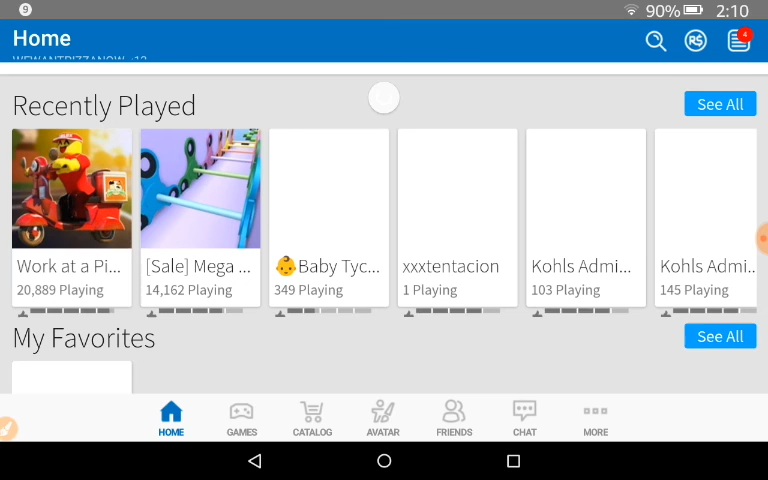 9
90% 2:10
Home
WEWANTPIZZANOW
R$
4
Recently Played
See All
Work at a Pi...
20,889 Playing
[Sale] Mega ...
14,162 Playing
👶Baby Tyc...
349 Playing
xxxtentacion
1 Playing
Kohls Admi...
103 Playing
Kohls Admi..
145 Playing
My Favorites
See All
HOME
GAMES
CATALOG
AVATAR
FRIENDS
CHAT
MORE